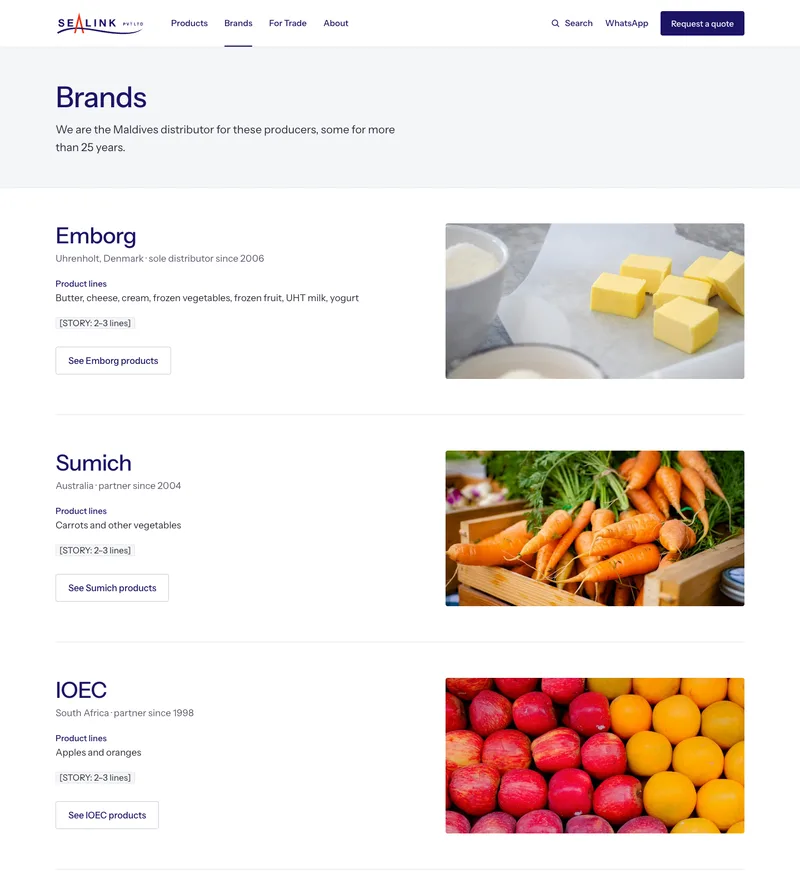 SEALINK PVT LTD
Products
Brands
For Trade
About
Search
WhatsApp
Request a quote
Brands
We are the Maldives distributor for these producers, some for more
than 25 years.
Emborg
Uhrenholt, Denmark · sole distributor since 2006
Product lines
Butter, cheese, cream, frozen vegetables, frozen fruit, UHT milk, yogurt
[STORY: 2–3 lines]
See Emborg products
Sumich
Australia · partner since 2004
Product lines
Carrots and other vegetables
[STORY: 2–3 lines]
See Sumich products
IOEC
South Africa · partner since 1998
Product lines
Apples and oranges
[STORY: 2–3 lines]
See IOEC products